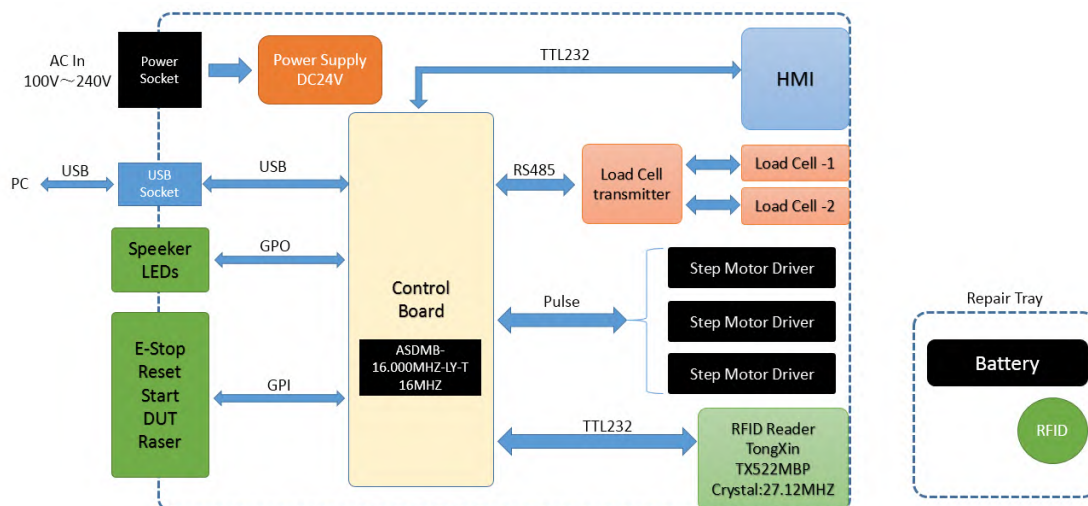 AC In
100V～240V
Power
Socket
Power Supply
DC24V
TTL232
HMI
PC
USB
USB
Socket
USB
RS485
Load Cell
transmitter
Load Cell -1
Load Cell -2
Speeker
LEDs
GPO
Control
Board
ASDMB-
16.000MHZ-LY-T
16MHZ
Pulse
Step Motor Driver
Step Motor Driver
Step Motor Driver
E-Stop
Reset
Start
DUT
Raser
GPI
TTL232
RFID Reader
TongXin
TX522MBP
Crystal:27.12MHZ
Repair Tray
Battery
RFID